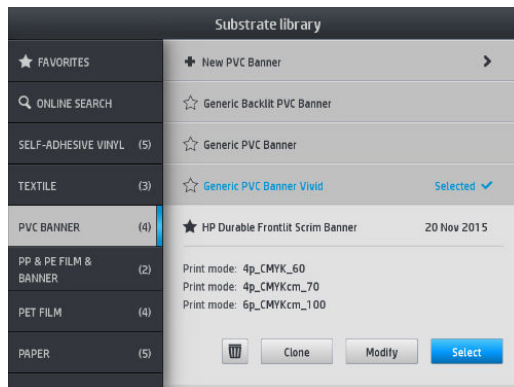 Substrate library
FAVORITES
ONLINE SEARCH
SELF-ADHESIVE VINYL (5)
TEXTILE (3)
PVC BANNER (4)
PP & PE FILM &
BANNER (2)
PET FILM (4)
PAPER (5)
New PVC Banner
Generic Backlit PVC Banner
Generic PVC Banner
Generic PVC Banner Vivid Selected
HP Durable Frontlit Scrim Banner 20 Nov 2015
Print mode: 4p_CMYK_60
Print mode: 4p_CMYKcm_70
Print mode: 6p_CMYKcm_100
Clone Modify Select